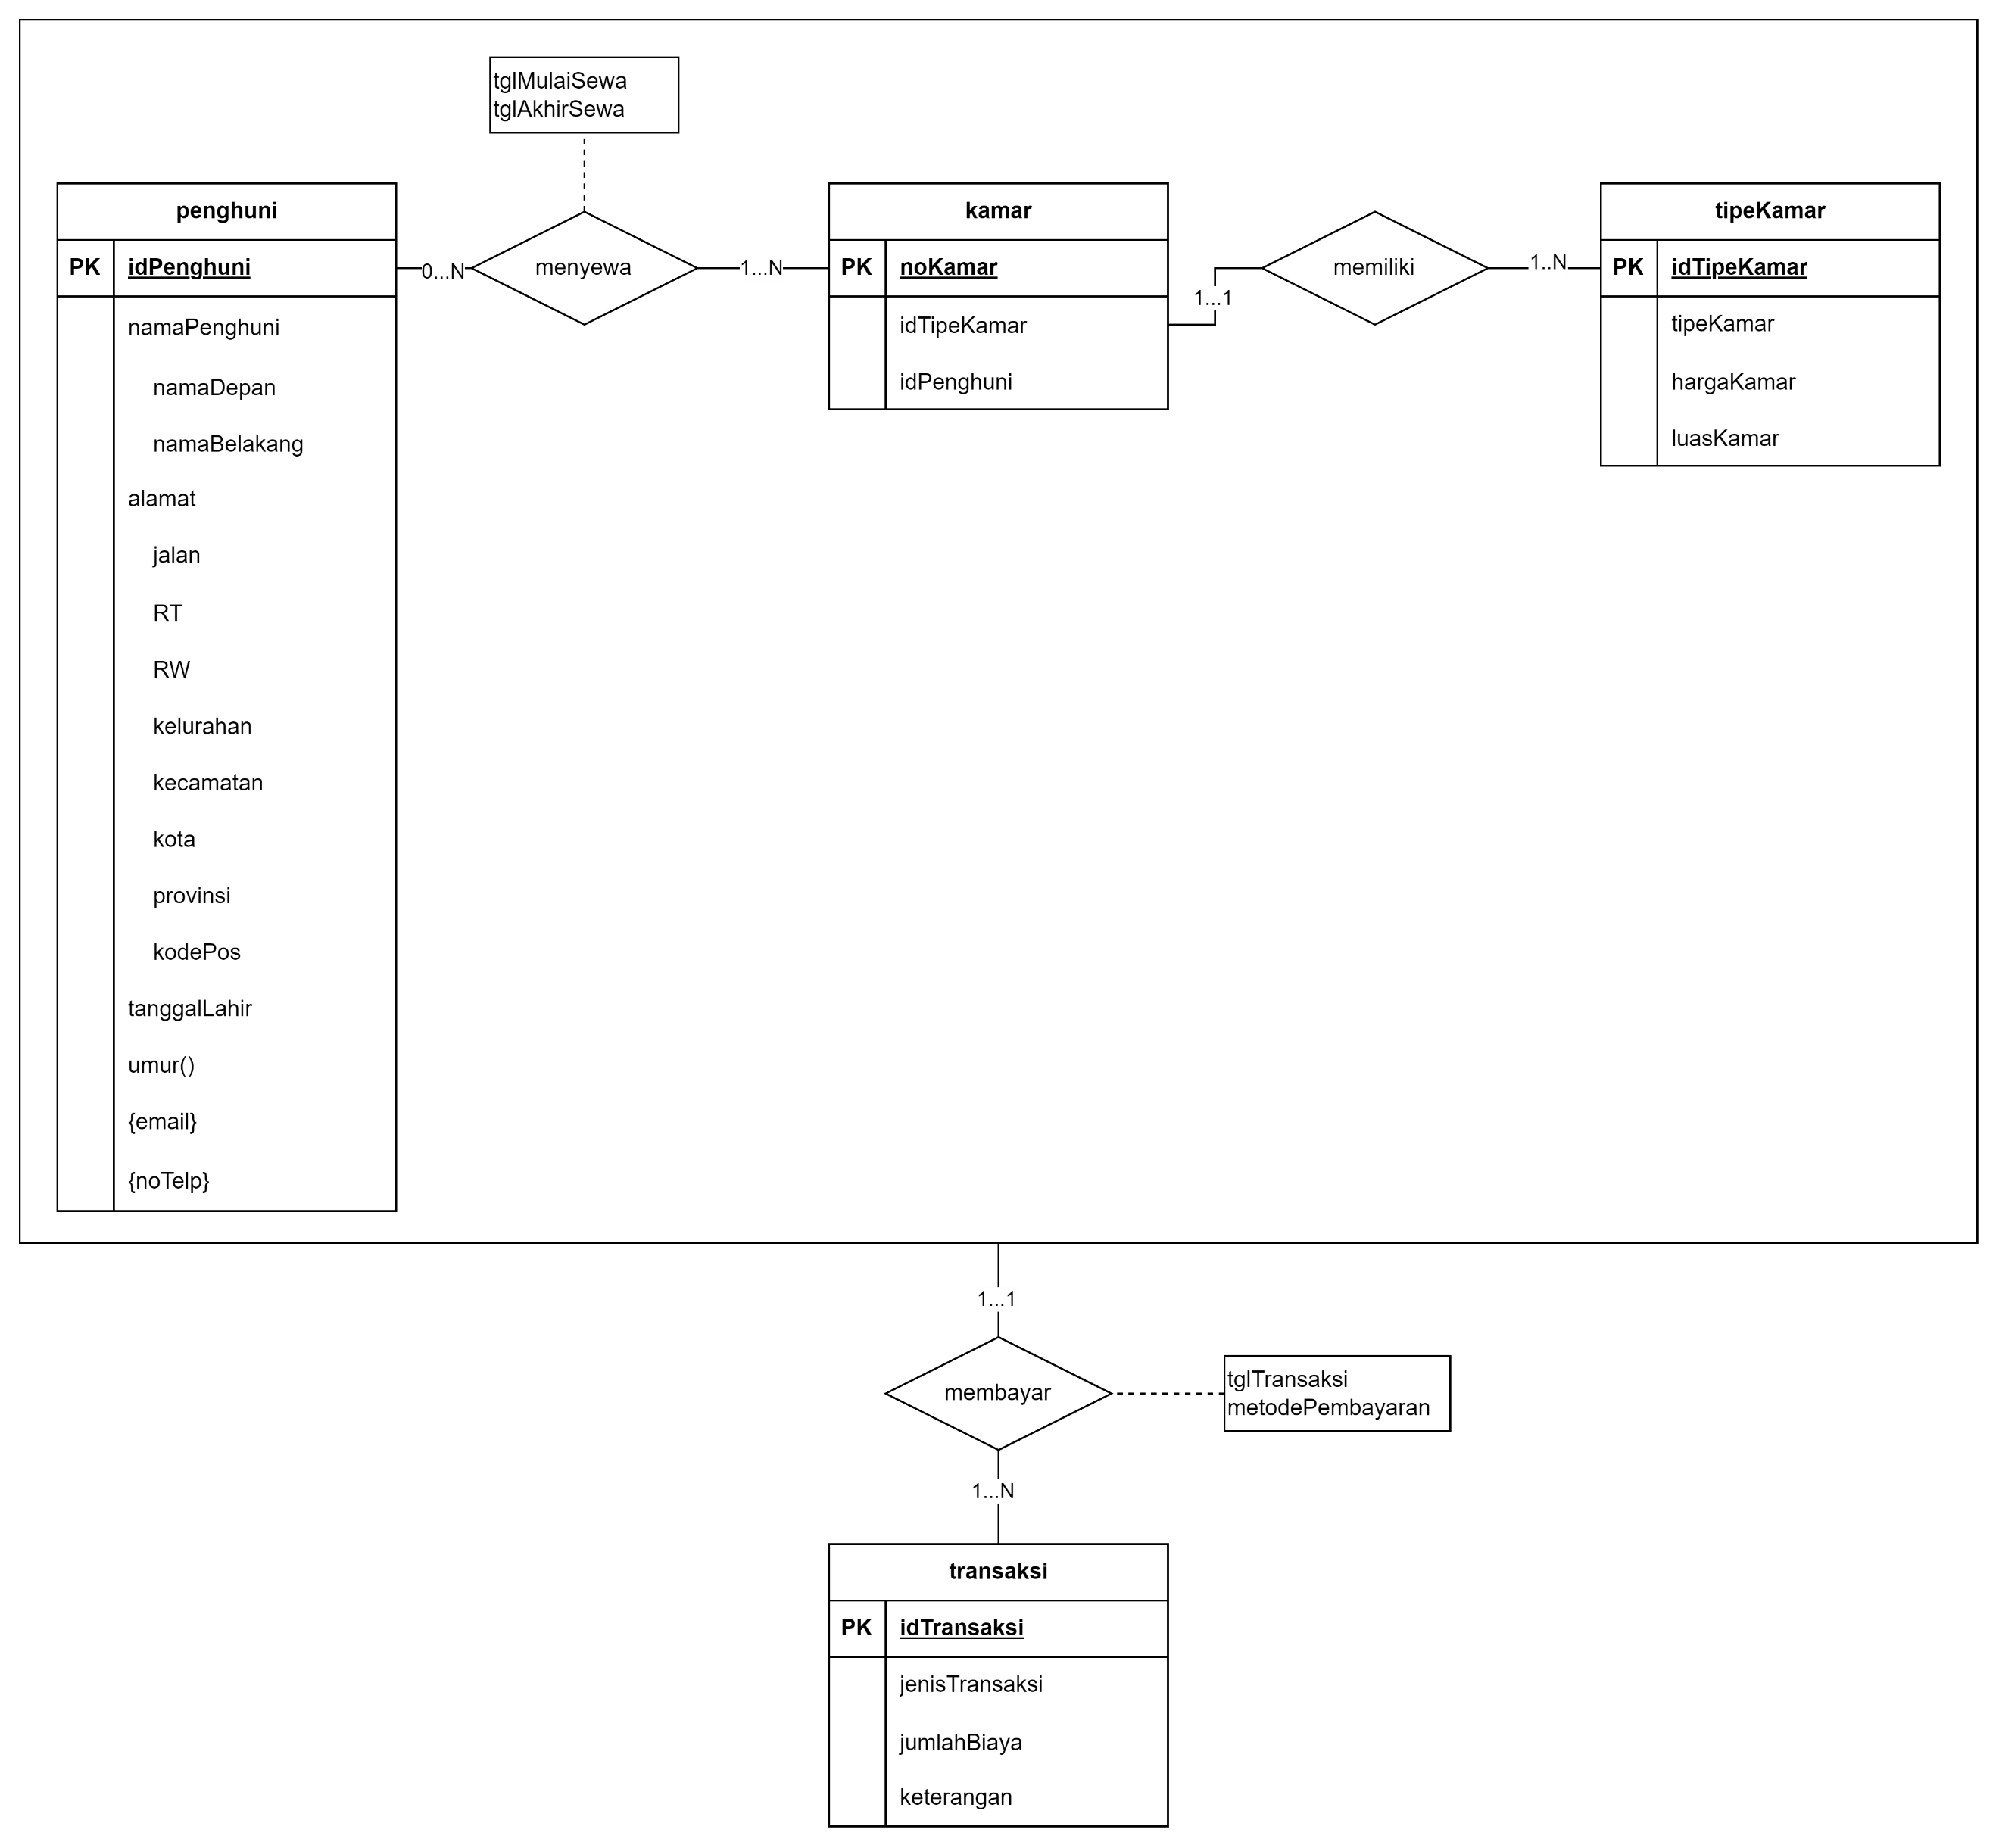 tglMulaiSewa
tglAkhirSewa
penghuni
PK idPenghuni
namaPenghuni
namaDepan
namaBelakang
alamat
jalan
RT
RW
kelurahan
kecamatan
kota
provinsi
kodePos
tanggalLahir
umur()
{email}
{noTelp}
0...N
menyewa
1...N
kamar
PK noKamar
idTipeKamar
idPenghuni
1...1
memiliki
1..N
tipeKamar
PK idTipeKamar
tipeKamar
hargaKamar
luasKamar
1...1
membayar
tglTransaksi
metodePembayaran
1...N
transaksi
PK idTransaksi
jenisTransaksi
jumlahBiaya
keterangan